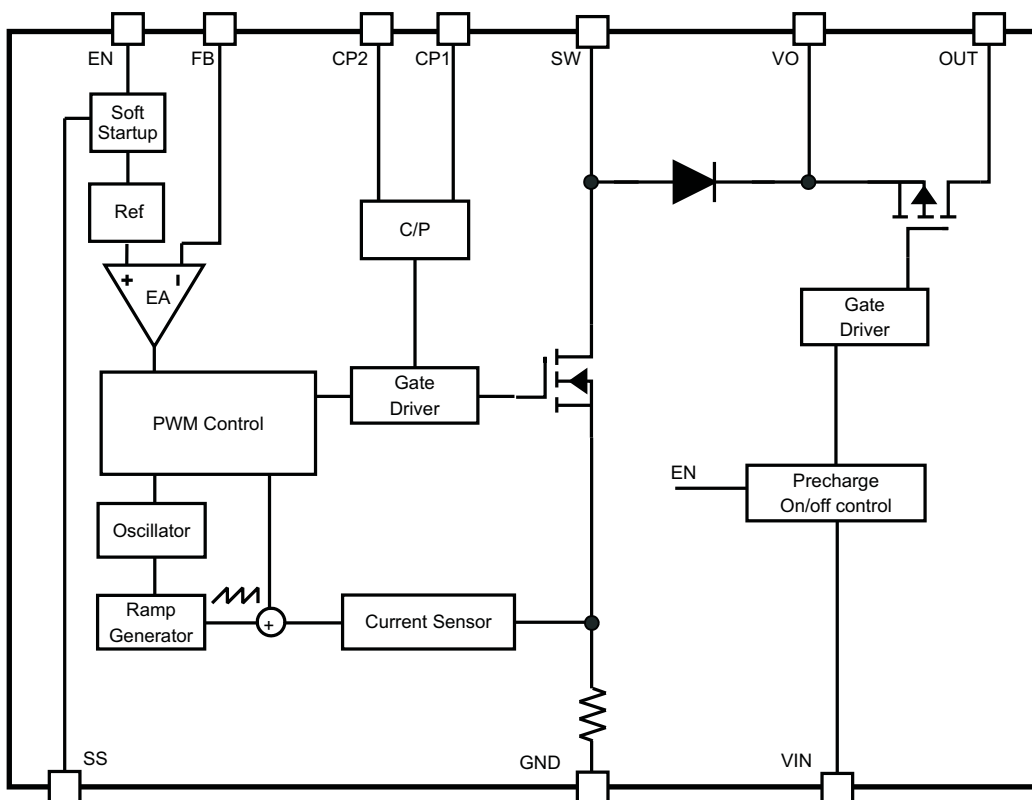 EN
FB
CP2
CP1
SW
VO
OUT
Soft
Startup
Ref
C/P
+
−
EA
Gate
Driver
Gate
Driver
PWM Control
EN
Precharge
On/off control
Oscillator
Ramp
Generator
+
Current Sensor
SS
GND
VIN